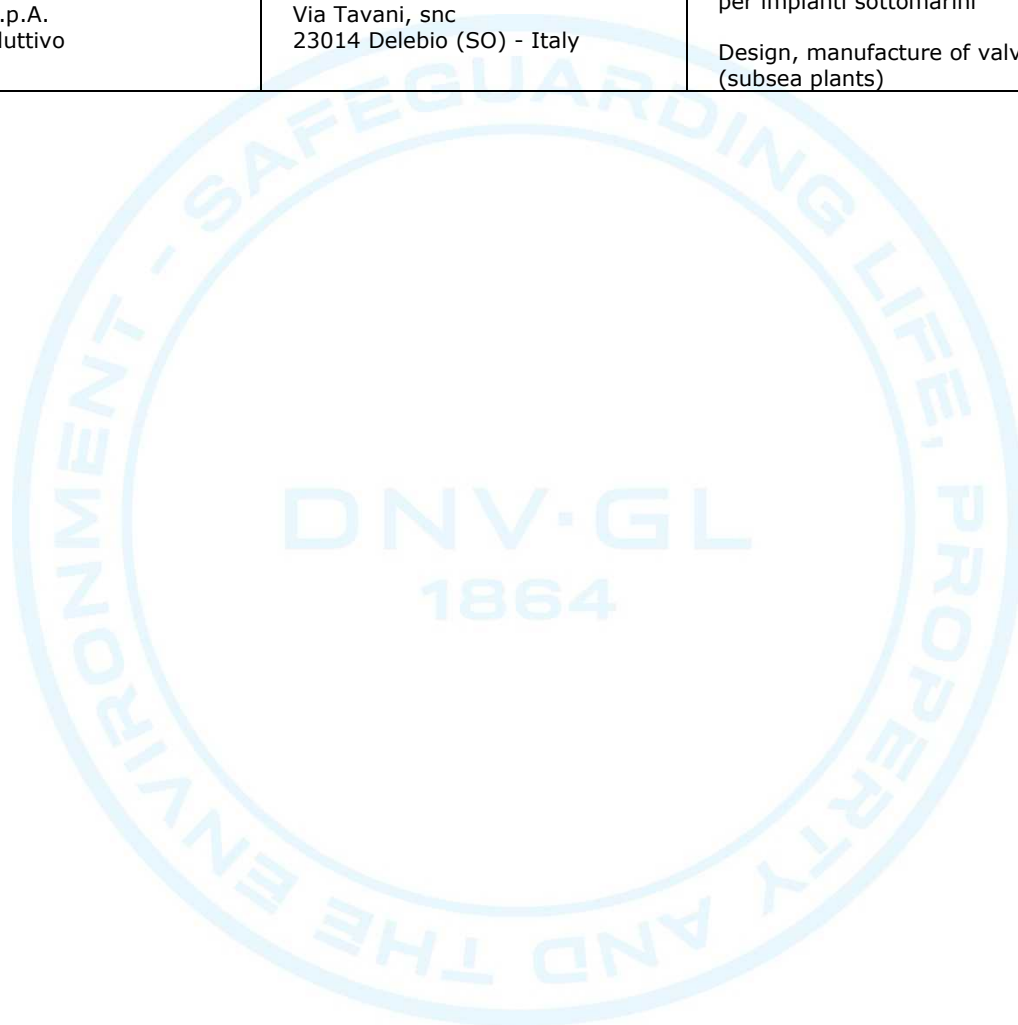 .p.A.
luttivo
Via Tavani, snc
23014 Delebio (SO) - Italy
per impianti sottomarini
Design, manufacture of valv
(subsea plants)
SAFEGUARDING LIFE, PROPERTY AND THE ENVIRONMENT -
DNV·GL
1864